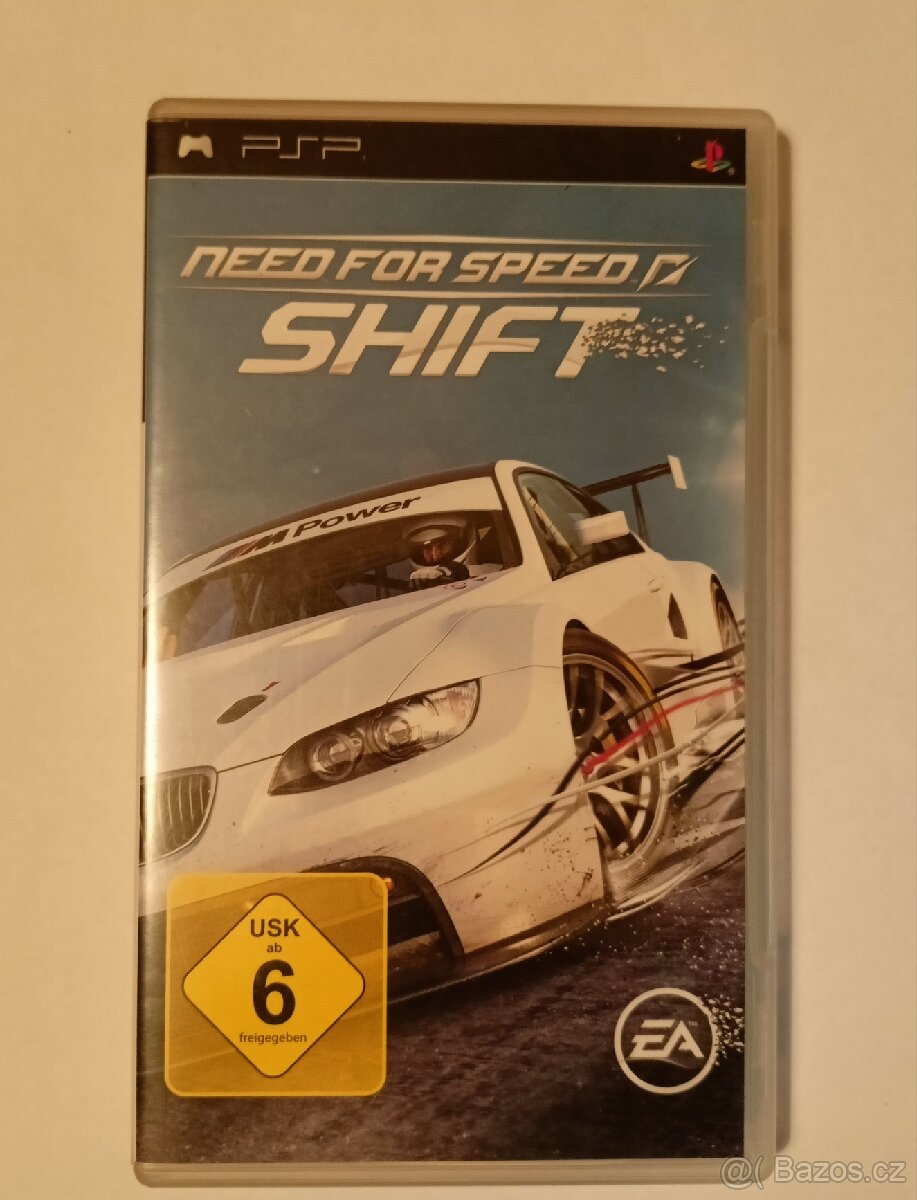 PSP
NEED FOR SPEED
SHIFT
M Power
USK
ab
6
freigegeben
EA
@( Bazos.cz